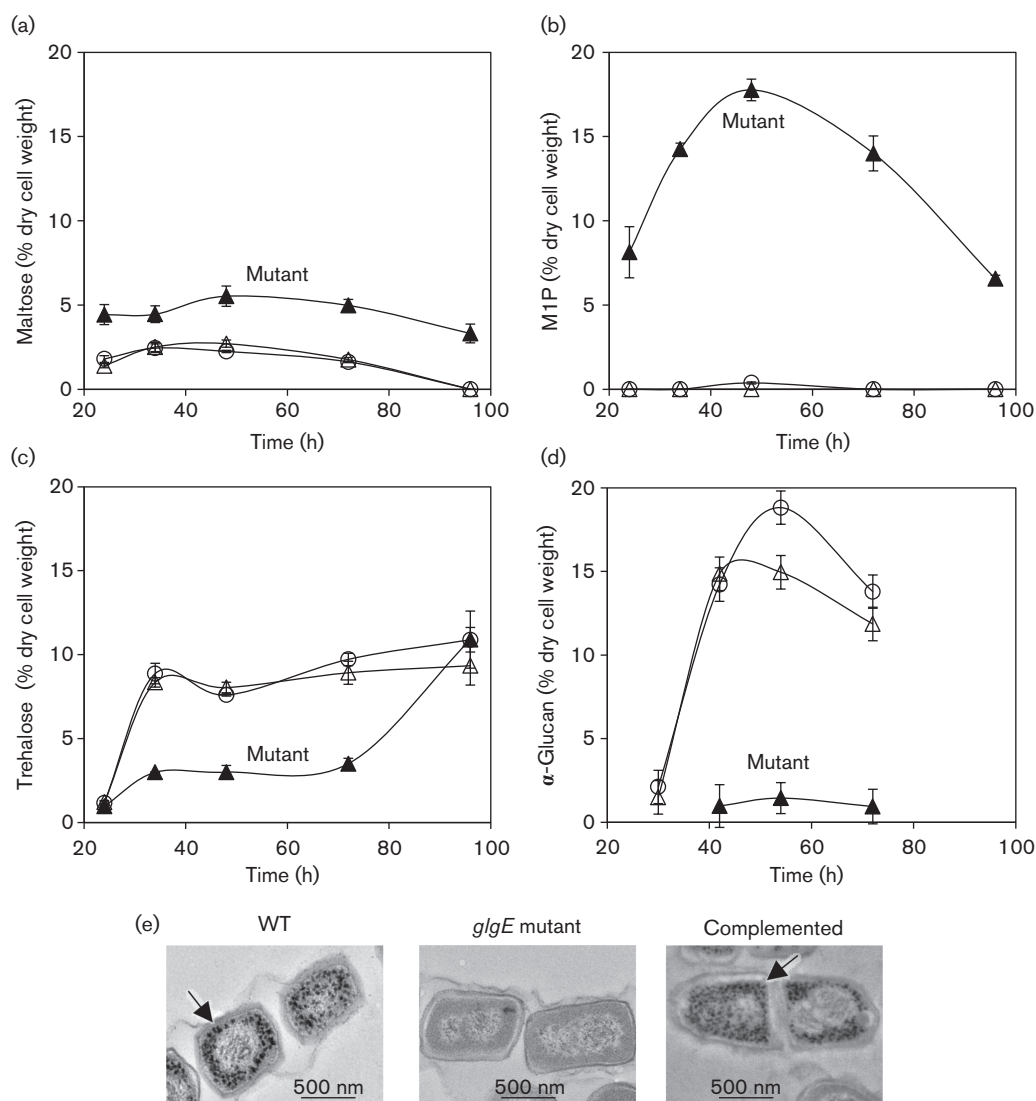 (a)
20
15
10
5
0
Maltose (% dry cell weight)
Mutant
20 40 60 80 100
Time (h)
(b)
20
15
10
5
0
M1P (% dry cell weight)
Mutant
20 40 60 80 100
Time (h)
(c)
20
15
10
5
0
Trehalose (% dry cell weight)
Mutant
20 40 60 80 100
Time (h)
(d)
20
15
10
5
0
α-Glucan (% dry cell weight)
Mutant
20 40 60 80 100
Time (h)
(e)
WT
glgE mutant
Complemented
500 nm
500 nm
500 nm